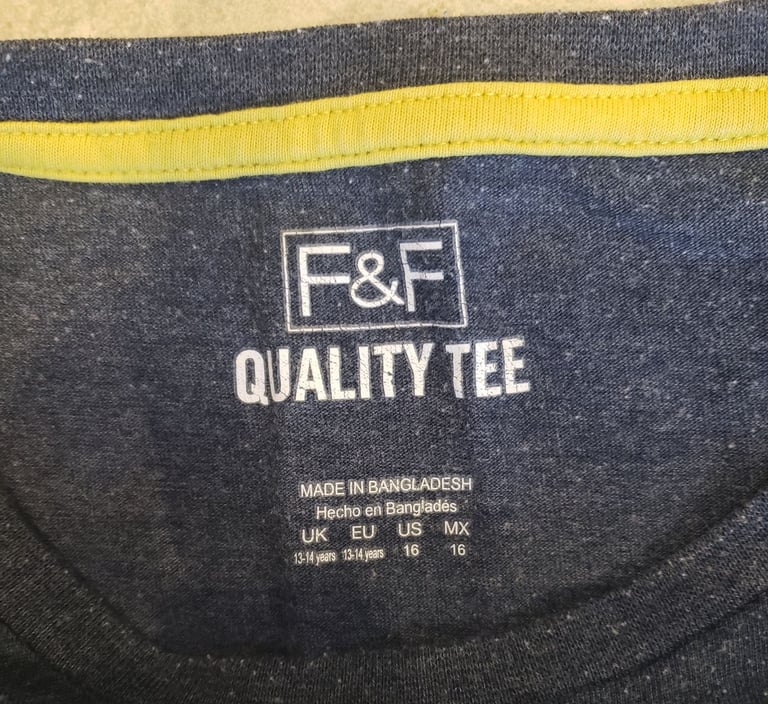 F&F
QUALITY TEE
MADE IN BANGLADESH
Hecho en Bangladés
UK EU US MX
13-14 years 13-14 years 16 16